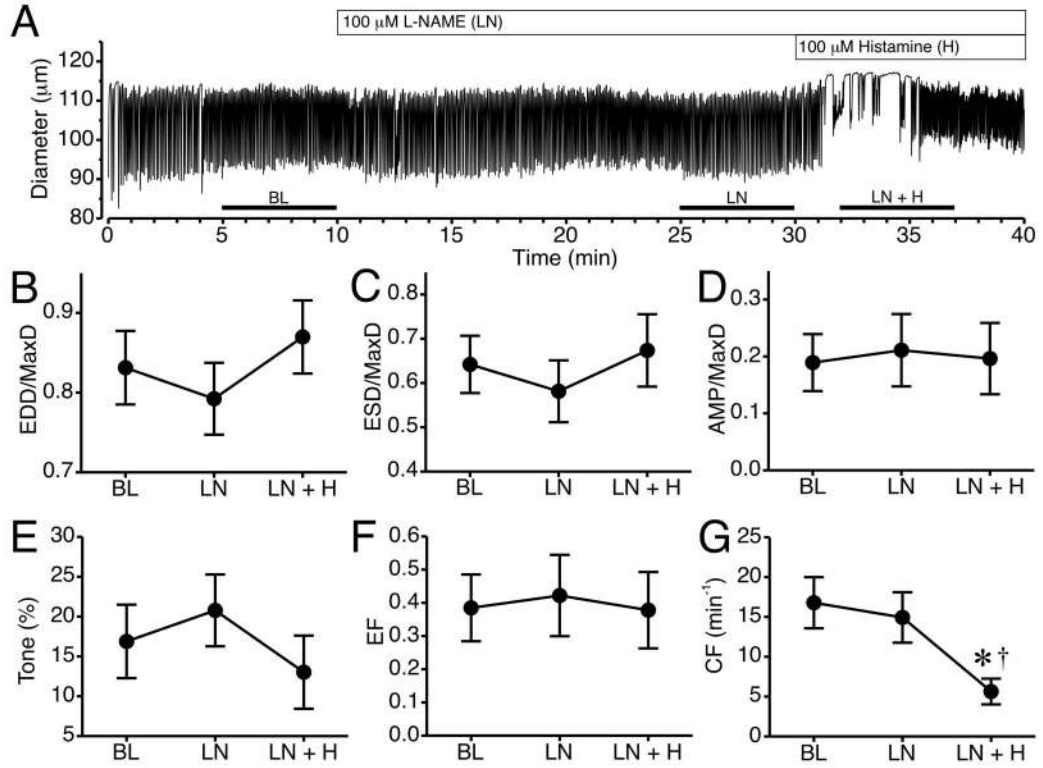 A
100 μM L-NAME (LN)
100 μM Histamine (H)
Diameter (μm)
120
110
100
90
80
BL
LN
LN + H
0 5 10 15 20 25 30 35 40
Time (min)
B
EDD/MaxD
0.9
0.8
0.7
BL LN LN + H
C
ESD/MaxD
0.8
0.7
0.6
0.5
0.4
BL LN LN + H
D
AMP/MaxD
0.3
0.2
0.1
0.0
BL LN LN + H
E
Tone (%)
30
25
20
15
10
5
BL LN LN + H
F
EF
0.6
0.5
0.4
0.3
0.2
0.1
0.0
BL LN LN + H
G
CF (min⁻¹)
25
20
15
10
5
0
* †
BL LN LN + H